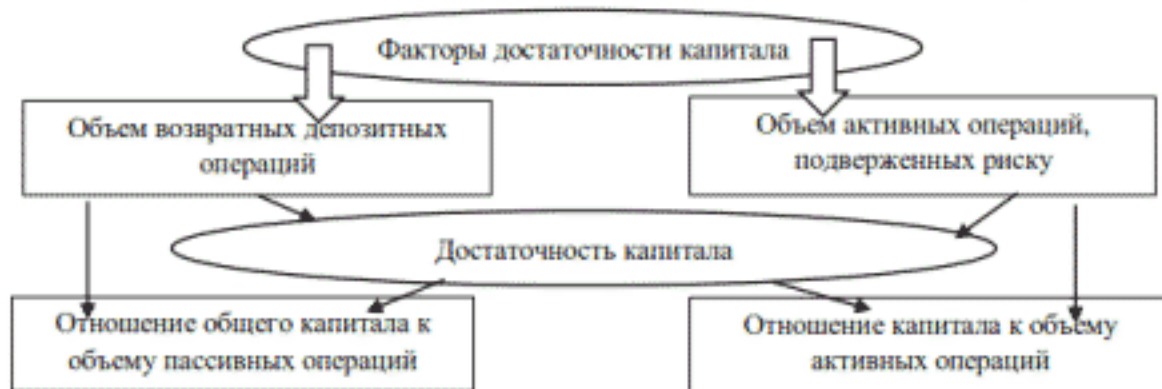 Факторы достаточности капитала
Объем возвратных депозитных
операций
Объем активных операций,
подверженных риску
Достаточность капитала
Отношение общего капитала к
объему пассивных операций
Отношение капитала к объему
активных операций